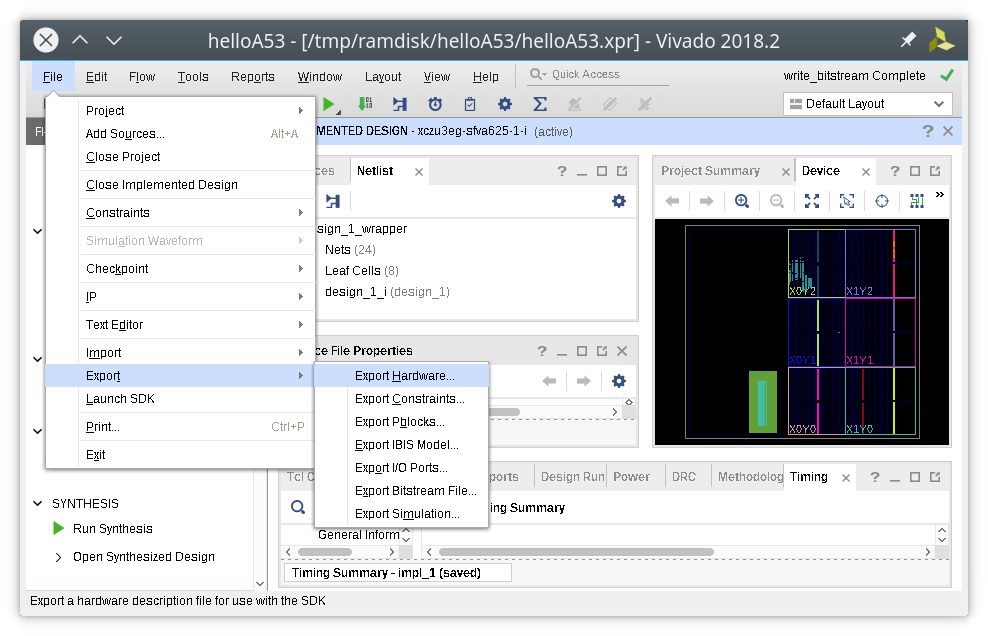 helloA53 - [/tmp/ramdisk/helloA53/helloA53.xpr] - Vivado 2018.2
File Edit Flow Tools Reports Window Layout View Help Quick Access write_bitstream Complete
Default Layout
Fl
MENTED DESIGN - xczu3eg-sfva625-1-i (active)
Project
Add Sources... Alt+A
Close Project
Close Implemented Design
Constraints
Simulation Waveform
Checkpoint
IP
Text Editor
Import
Export
Launch SDK
Print... Ctrl+P
Exit
Export Hardware...
Export Constraints...
Export Pblocks...
Export IBIS Model...
Export I/O Ports...
Export Bitstream File...
Export Simulation...
ces Netlist
sign_1_wrapper
Nets (24)
Leaf Cells (8)
design_1_i (design_1)
ce File Properties
Project Summary Device
X0Y2 X1Y2
X0Y1 X1Y1
X0Y0 X1Y0
Tcl C ports Design Run Power DRC Methodolog Timing
ing Summary
General Inform
Timing Summary - impl_1 (saved)
SYNTHESIS
Run Synthesis
Open Synthesized Design
Export a hardware description file for use with the SDK